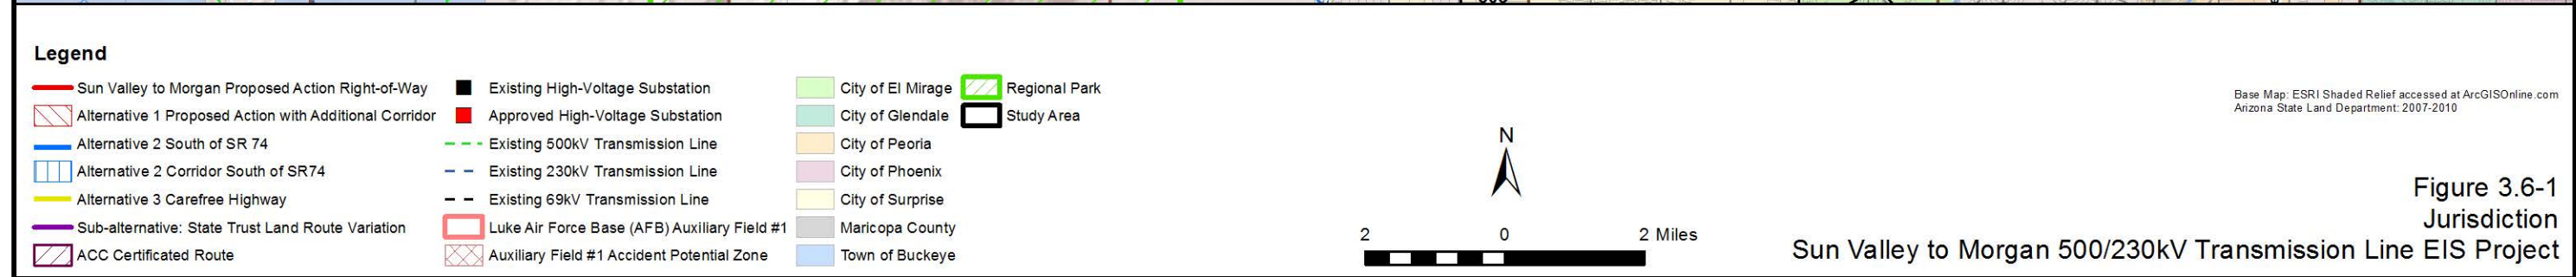 Legend
Sun Valley to Morgan Proposed Action Right-of-Way
Alternative 1 Proposed Action with Additional Corridor
Alternative 2 South of SR 74
Alternative 2 Corridor South of SR74
Alternative 3 Carefree Highway
Sub-alternative: State Trust Land Route Variation
ACC Certificated Route
Existing High-Voltage Substation
Approved High-Voltage Substation
Existing 500kV Transmission Line
Existing 230kV Transmission Line
Existing 69kV Transmission Line
Luke Air Force Base (AFB) Auxiliary Field #1
Auxiliary Field #1 Accident Potential Zone
City of El Mirage
City of Glendale
City of Peoria
City of Phoenix
City of Surprise
Maricopa County
Town of Buckeye
Regional Park
Study Area
N
2 0 2 Miles
Base Map: ESRI Shaded Relief accessed at ArcGISOnline.com
Arizona State Land Department: 2007-2010
Figure 3.6-1
Jurisdiction
Sun Valley to Morgan 500/230kV Transmission Line EIS Project